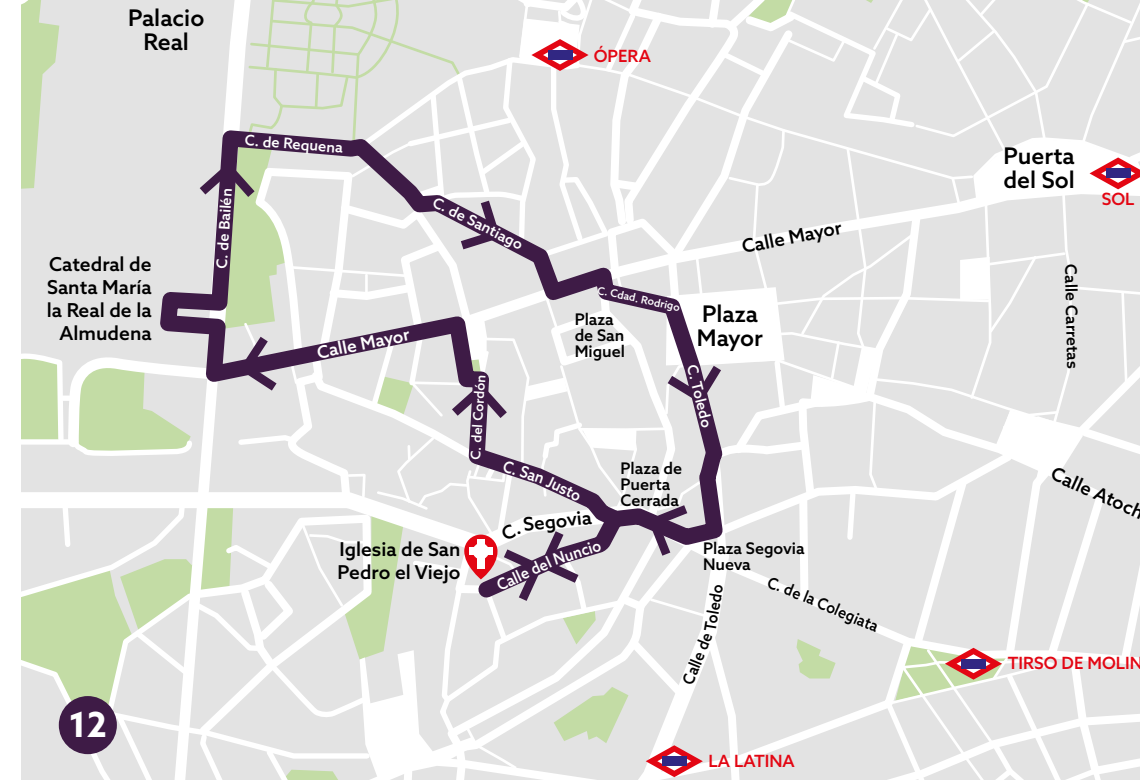 Palacio
Real
ÓPERA
C. de Requena
Puerta
del Sol
SOL
C. de Bailén
C. de Santiago
Calle Mayor
Catedral de
Santa María
la Real de la
Almudena
C. Cdad. Rodrigo
Plaza
Mayor
Plaza
de San
Miguel
Calle Carretas
Calle Mayor
C. Toledo
C. del Cordón
C. San Justo
Plaza de
Puerta
Cerrada
Calle Atoch
C. Segovia
Iglesia de San
Pedro el Viejo
Calle del Nuncio
Plaza Segovia
Nueva
C. de la Colegiata
Calle de Toledo
TIRSO DE MOLIN
12
LA LATINA